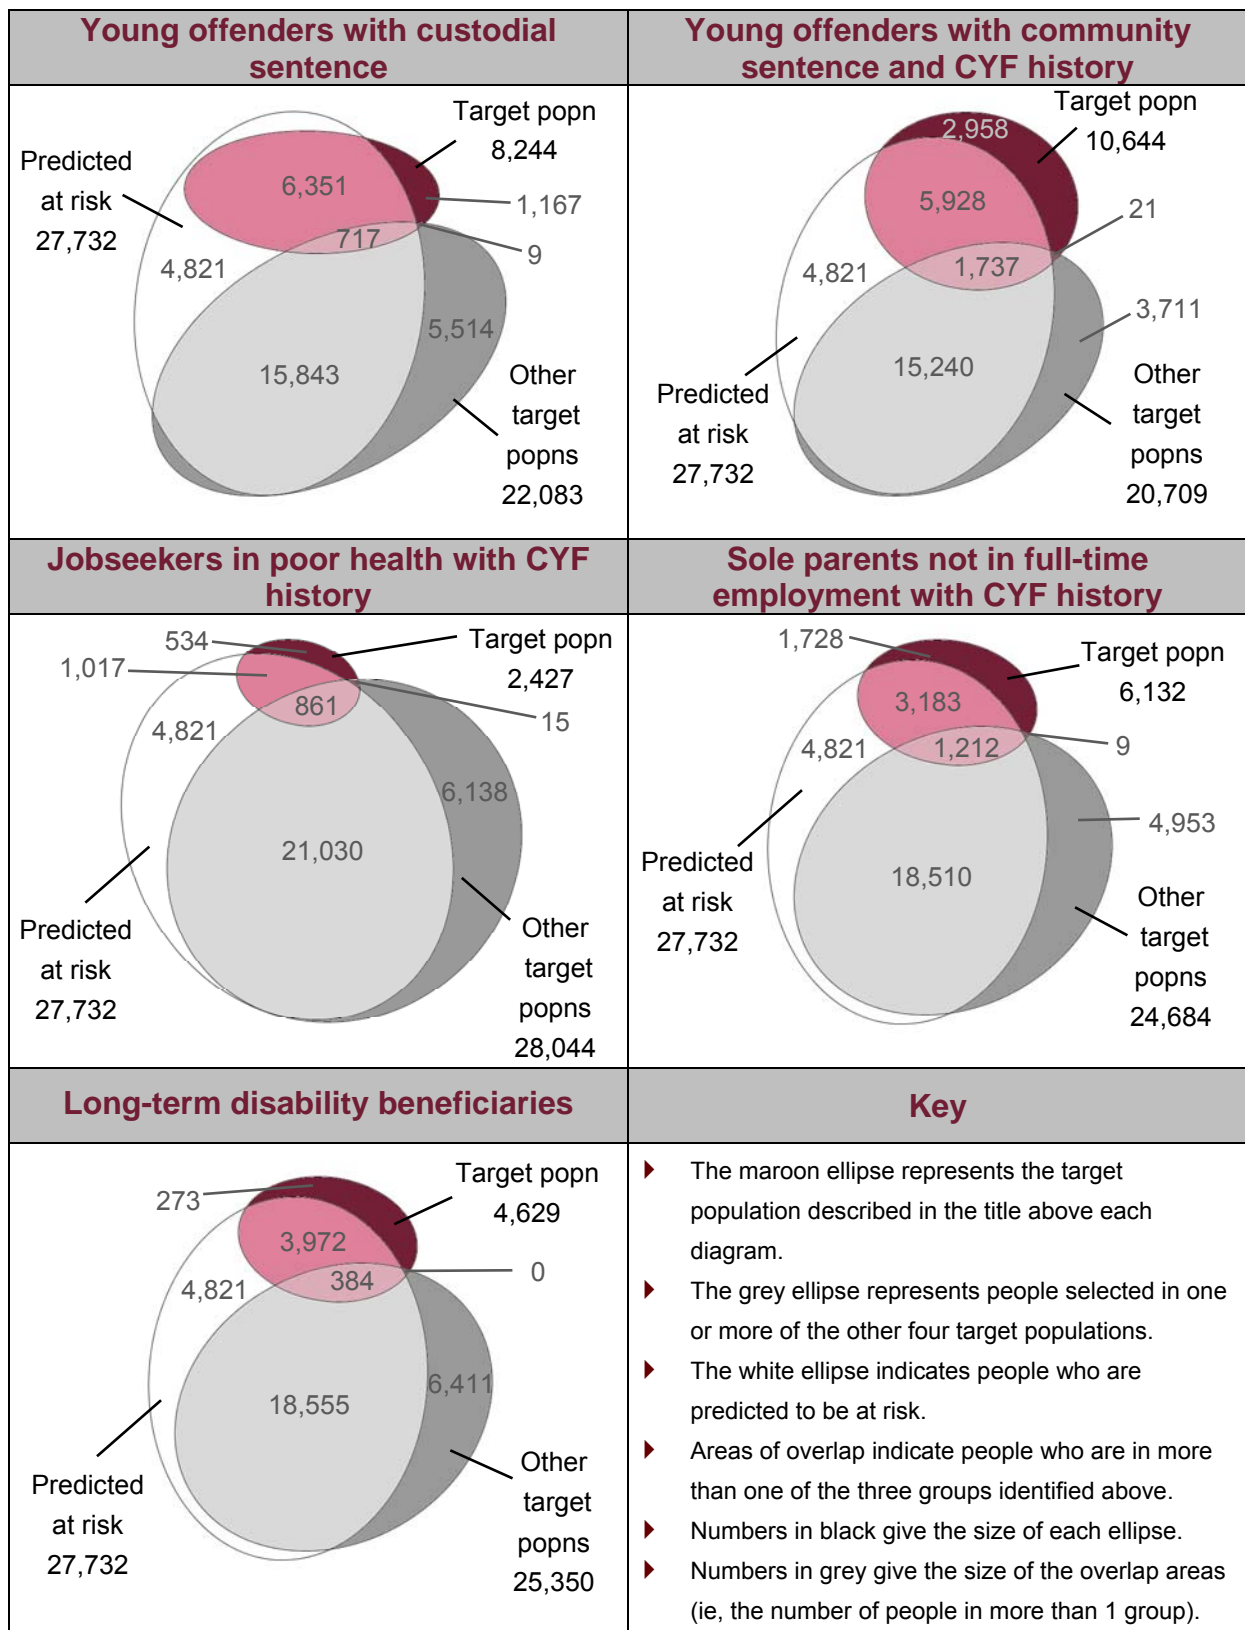 Young offenders with custodial
sentence
Young offenders with community
sentence and CYF history
Target popn
8,244
Predicted
at risk
27,732
6,351
1,167
717
9
4,821
5,514
15,843
Other
target
popns
22,083
Target popn
10,644
2,958
5,928
21
1,737
4,821
3,711
15,240
Predicted
at risk
27,732
Other
target
popns
20,709
Jobseekers in poor health with CYF
history
Sole parents not in full-time
employment with CYF history
534
Target popn
2,427
1,017
861
15
4,821
6,138
21,030
Predicted
at risk
27,732
Other
target
popns
28,044
1,728
Target popn
6,132
3,183
1,212
9
4,821
4,953
18,510
Predicted
at risk
27,732
Other
target
popns
24,684
Long-term disability beneficiaries
Key
273
Target popn
4,629
3,972
384
0
4,821
6,411
18,555
Predicted
at risk
27,732
Other
target
popns
25,350
The maroon ellipse represents the target
population described in the title above each
diagram.
The grey ellipse represents people selected in one
or more of the other four target populations.
The white ellipse indicates people who are
predicted to be at risk.
Areas of overlap indicate people who are in more
than one of the three groups identified above.
Numbers in black give the size of each ellipse.
Numbers in grey give the size of the overlap areas
(ie, the number of people in more than 1 group).